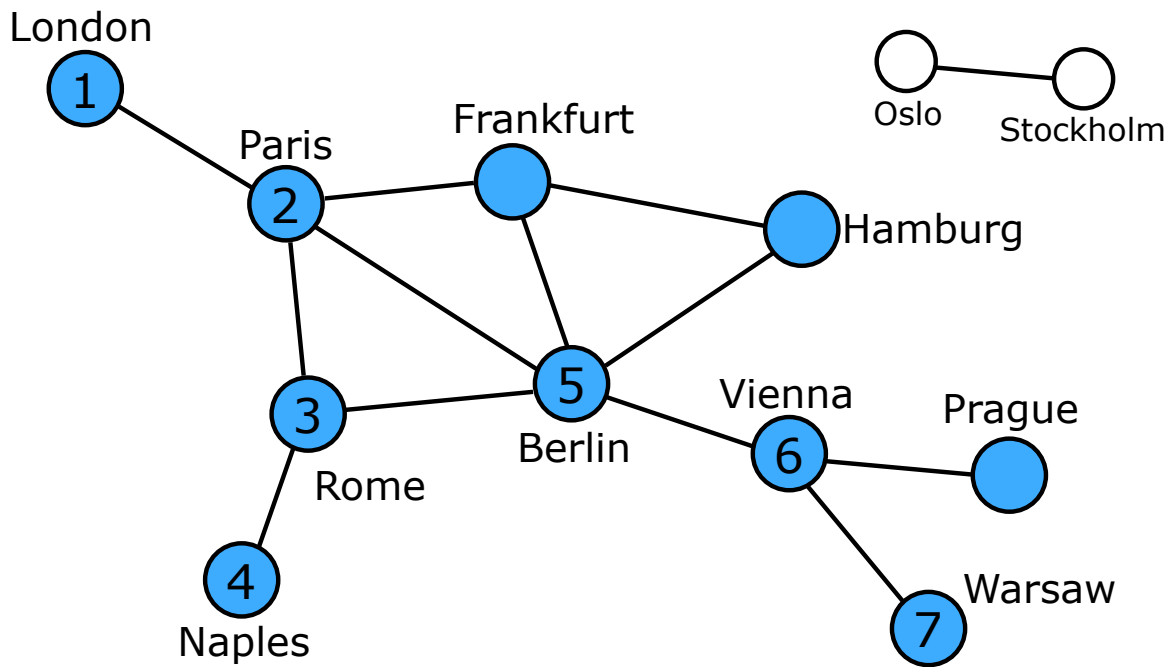 London
1
Oslo
Stockholm
Frankfurt
Paris
2
Hamburg
5
Berlin
3
Rome
Vienna
6
Prague
4
Naples
Warsaw
7